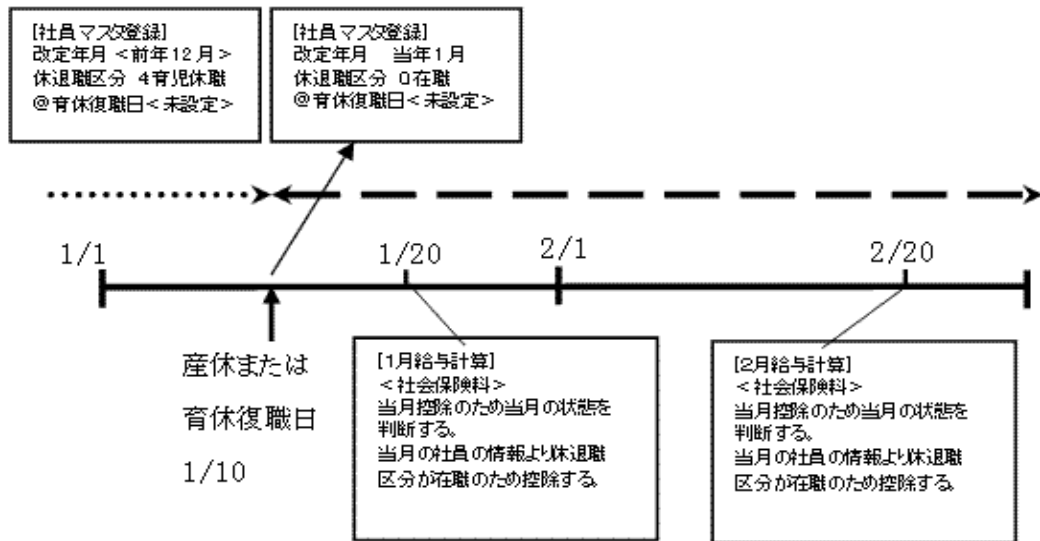 [社員マスタ登録]
改定年月 <前年12月>
休退職区分 4育児休職
@育休復職日<未設定>
[社員マスタ登録]
改定年月　当年1月
休退職区分 0在職
@育休復職日<未設定>
1/1
1/20
2/1
2/20
産休または
育休復職日
1/10
[1月給与計算]
<社会保険料>
当月控除のため当月の状態を
判断する。
当月の社員の情報より休退職
区分が在職のため控除する。
[2月給与計算]
<社会保険料>
当月控除のため当月の状態を
判断する。
当月の社員の情報より休退職
区分が在職のため控除する。